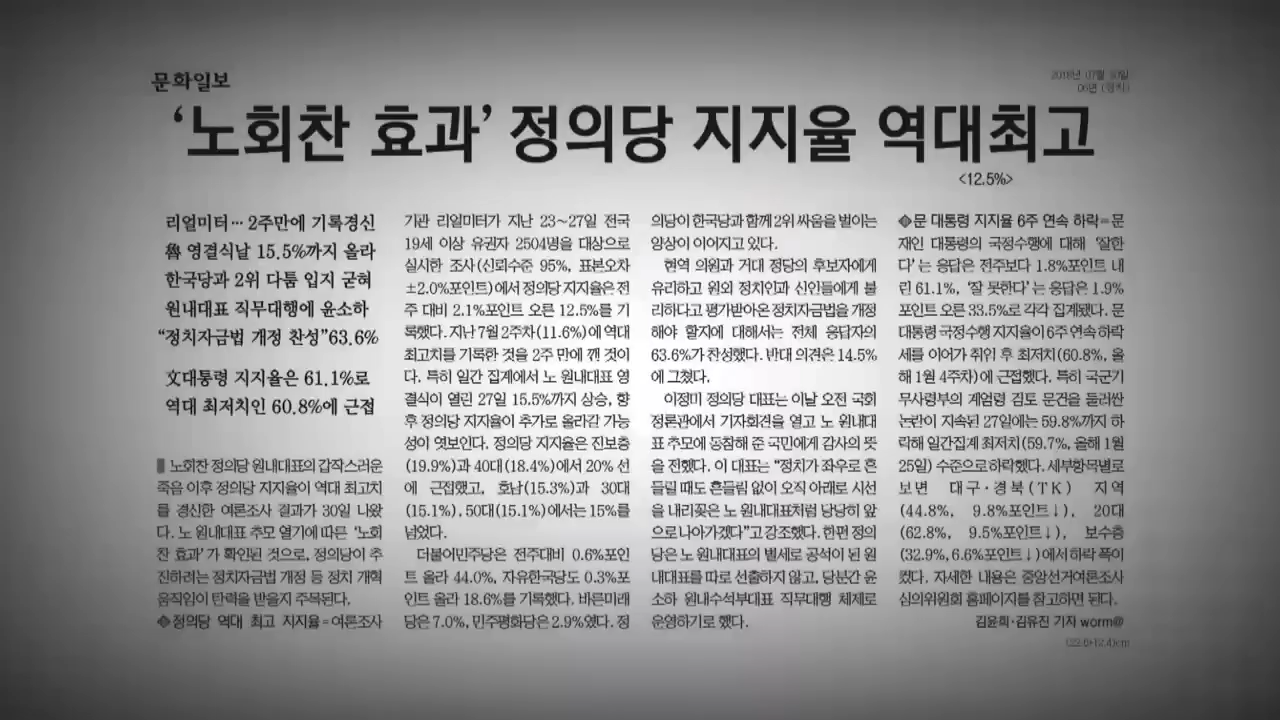 문화일보
2018년 07월 30일
06면 (정치)
‘노회찬 효과’ 정의당 지지율 역대최고
<12.5%>
리얼미터… 2주만에 기록경신
魯 영결식날 15.5%까지 올라
한국당과 2위 다툼 입지 굳혀
원내대표 직무대행에 윤소하
“정치자금법 개정 찬성”63.6%
文대통령 지지율은 61.1%로
역대 최저치인 60.8%에 근접
노회찬 정의당 원내대표의 갑작스러운
죽음 이후 정의당 지지율이 역대 최고치
를 경신한 여론조사 결과가 30일 나왔
다. 노 원내대표 추모 열기에 따른 ‘노회
찬 효과’가 확인된 것으로, 정의당이 추
진하려는 정치자금법 개정 등 정치 개혁
움직임이 탄력을 받을지 주목된다.
◈정의당 역대 최고 지지율=여론조사
기관 리얼미터가 지난 23∼27일 전국
19세 이상 유권자 2504명을 대상으로
실시한 조사(신뢰수준 95%, 표본오차
±2.0%포인트)에서 정의당 지지율은 전
주 대비 2.1%포인트 오른 12.5%를 기
록했다. 지난 7월 2주차(11.6%)에 역대
최고치를 기록한 것을 2주 만에 깬 것이
다. 특히 일간 집계에서 노 원내대표 영
결식이 열린 27일 15.5%까지 상승, 향
후 정의당 지지율이 추가로 올라갈 가능
성이 엿보인다. 정의당 지지율은 진보층
(19.9%)과 40대(18.4%)에서 20% 선
에 근접했고, 호남(15.3%)과 30대
(15.1%), 50대(15.1%)에서는 15%를
넘었다.
더불어민주당은 전주대비 0.6%포인
트 올라 44.0%, 자유한국당도 0.3%포
인트 올라 18.6%를 기록했다. 바른미래
당은 7.0%, 민주평화당은 2.9%였다. 정
의당이 한국당과 함께 2위 싸움을 벌이는
양상이 이어지고 있다.
현역 의원과 거대 정당의 후보자에게
유리하고 원외 정치인과 신인들에게 불
리하다고 평가받아온 정치자금법을 개정
해야 할지에 대해서는 전체 응답자의
63.6%가 찬성했다. 반대 의견은 14.5%
에 그쳤다.
이정미 정의당 대표는 이날 오전 국회
정론관에서 기자회견을 열고 노 원내대
표 추모에 동참해 준 국민에게 감사의 뜻
을 전했다. 이 대표는 “정치가 좌우로 흔
들릴 때도 흔들림 없이 오직 아래로 시선
을 내리꽂은 노 원내대표처럼 당당히 앞
으로 나아가겠다”고 강조했다. 한편 정의
당은 노 원내대표의 별세로 공석이 된 원
내대표를 따로 선출하지 않고, 당분간 윤
소하 원내수석부대표 직무대행 체제로
운영하기로 했다.
◈문 대통령 지지율 6주 연속 하락=문
재인 대통령의 국정수행에 대해 ‘잘한
다’는 응답은 전주보다 1.8%포인트 내
린 61.1%, ‘잘 못한다’는 응답은 1.9%
포인트 오른 33.5%로 각각 집계됐다. 문
대통령 국정수행 지지율이 6주 연속 하락
세를 이어가 취임 후 최저치(60.8%, 올
해 1월 4주차)에 근접했다. 특히 국군기
무사령부의 계엄령 검토 문건을 둘러싼
논란이 지속된 27일에는 59.8%까지 하
락해 일간집계 최저치(59.7%, 올해 1월
25일) 수준으로 하락했다. 세부항목별로
보면 대구·경북(TK) 지역
(44.8%, 9.8%포인트↓), 20대
(62.8%, 9.5%포인트↓), 보수층
(32.9%, 6.6%포인트↓)에서 하락 폭이
컸다. 자세한 내용은 중앙선거여론조사
심의위원회 홈페이지를 참고하면 된다.
김윤희·김유진 기자 worm@
(22.6*17.4)cm